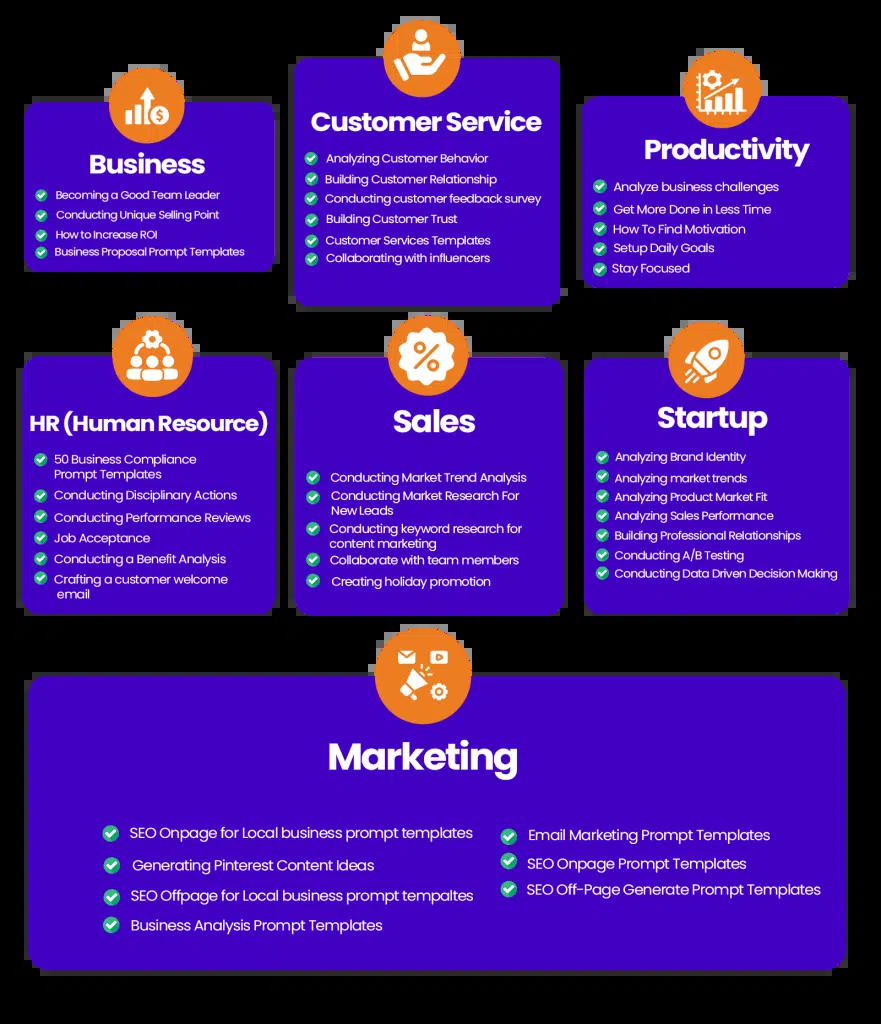 Business
Becoming a Good Team Leader
Conducting Unique Selling Point
How to Increase ROI
Business Proposal Prompt Templates
Customer Service
Analyzing Customer Behavior
Building Customer Relationship
Conducting customer feedback survey
Building Customer Trust
Customer Services Templates
Collaborating with influencers
Productivity
Analyze business challenges
Get More Done in Less Time
How To Find Motivation
Setup Daily Goals
Stay Focused
HR (Human Resource)
50 Business Compliance
Prompt Templates
Conducting Disciplinary Actions
Conducting Performance Reviews
Job Acceptance
Conducting a Benefit Analysis
Crafting a customer welcome
email
Sales
Conducting Market Trend Analysis
Conducting Market Research For
New Leads
Conducting keyword research for
content marketing
Collaborate with team members
Creating holiday promotion
Startup
Analyzing Brand Identity
Analyzing market trends
Analyzing Product Market Fit
Analyzing Sales Performance
Building Professional Relationships
Conducting A/B Testing
Conducting Data Driven Decision Making
Marketing
SEO Onpage for Local business prompt templates
Generating Pinterest Content Ideas
SEO Offpage for Local business prompt tempaltes
Business Analysis Prompt Templates
Email Marketing Prompt Templates
SEO Onpage Prompt Templates
SEO Off-Page Generate Prompt Templates